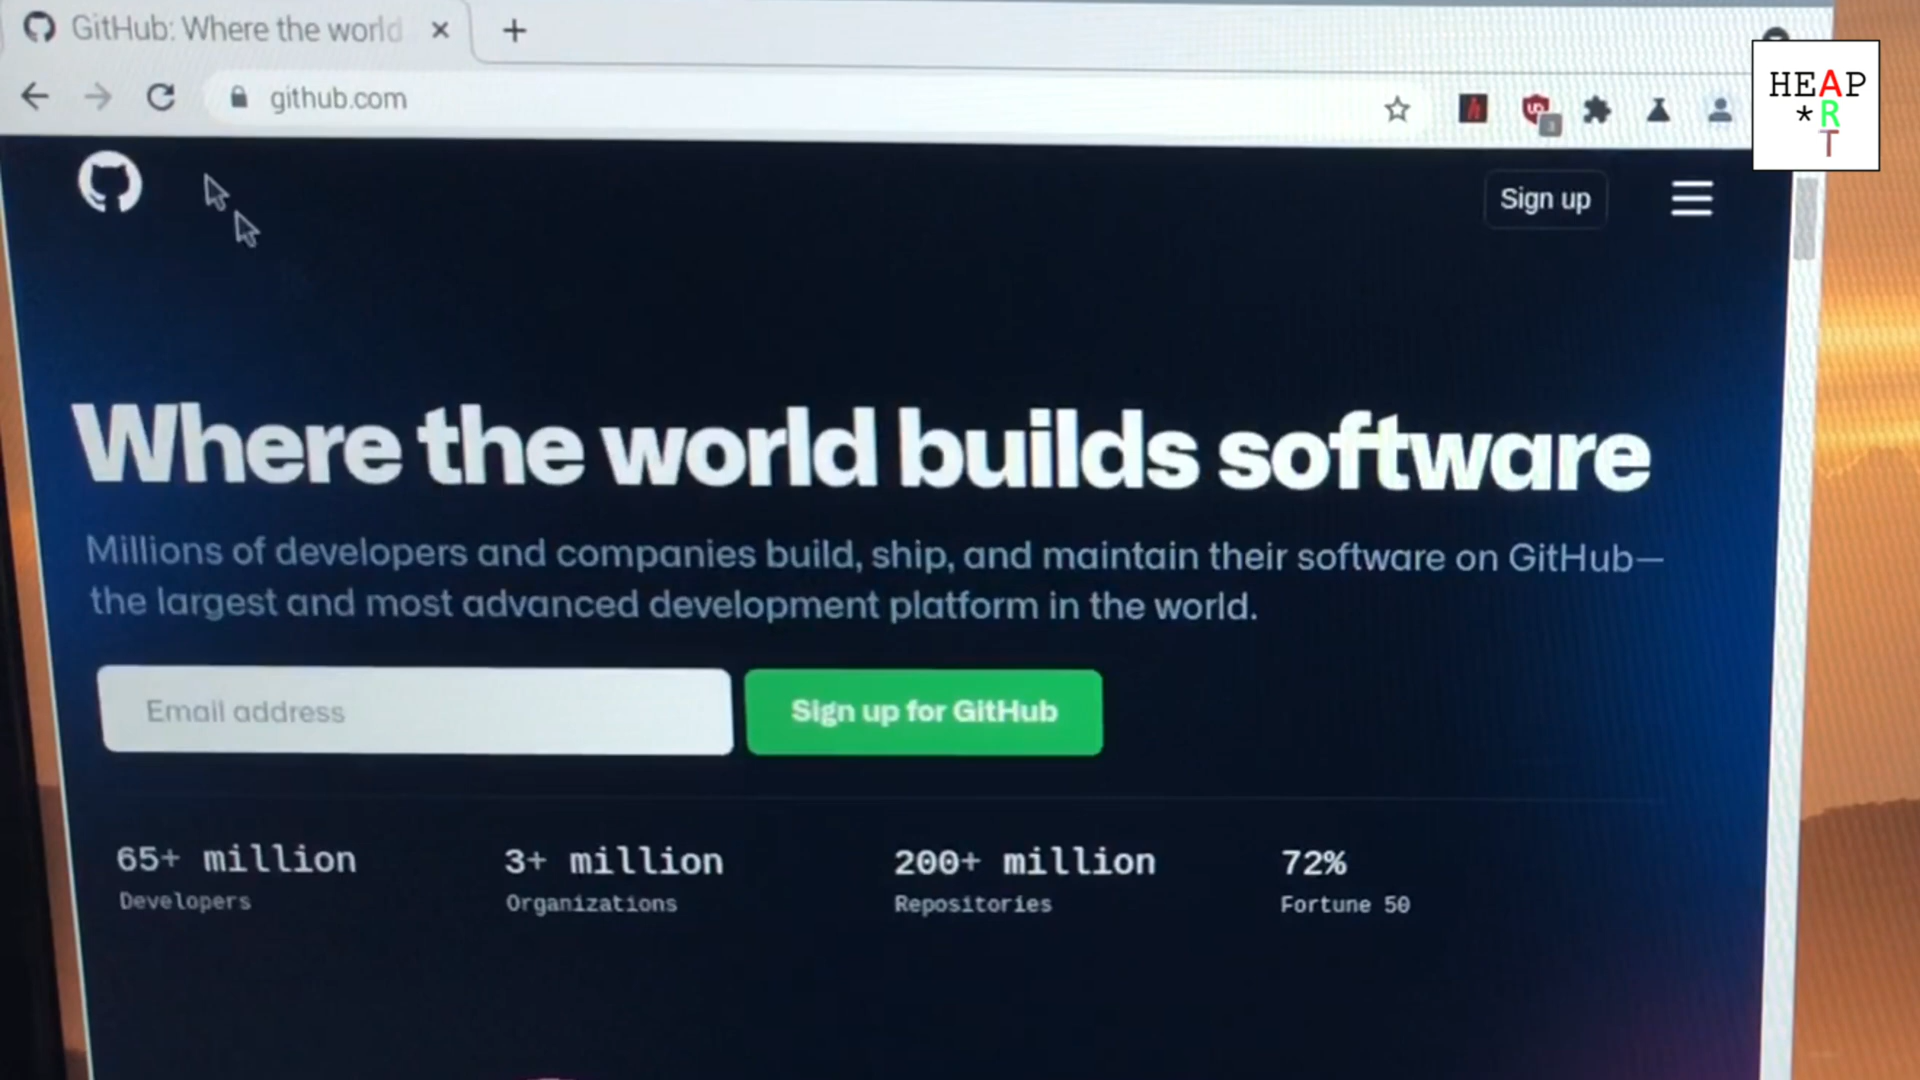 GitHub: Where the world
github.com
HEAP
*R
T
Sign up
Where the world builds software
Millions of developers and companies build, ship, and maintain their software on GitHub—
the largest and most advanced development platform in the world.
Email address
Sign up for GitHub
65+ million
Developers
3+ million
Organizations
200+ million
Repositories
72%
Fortune 50